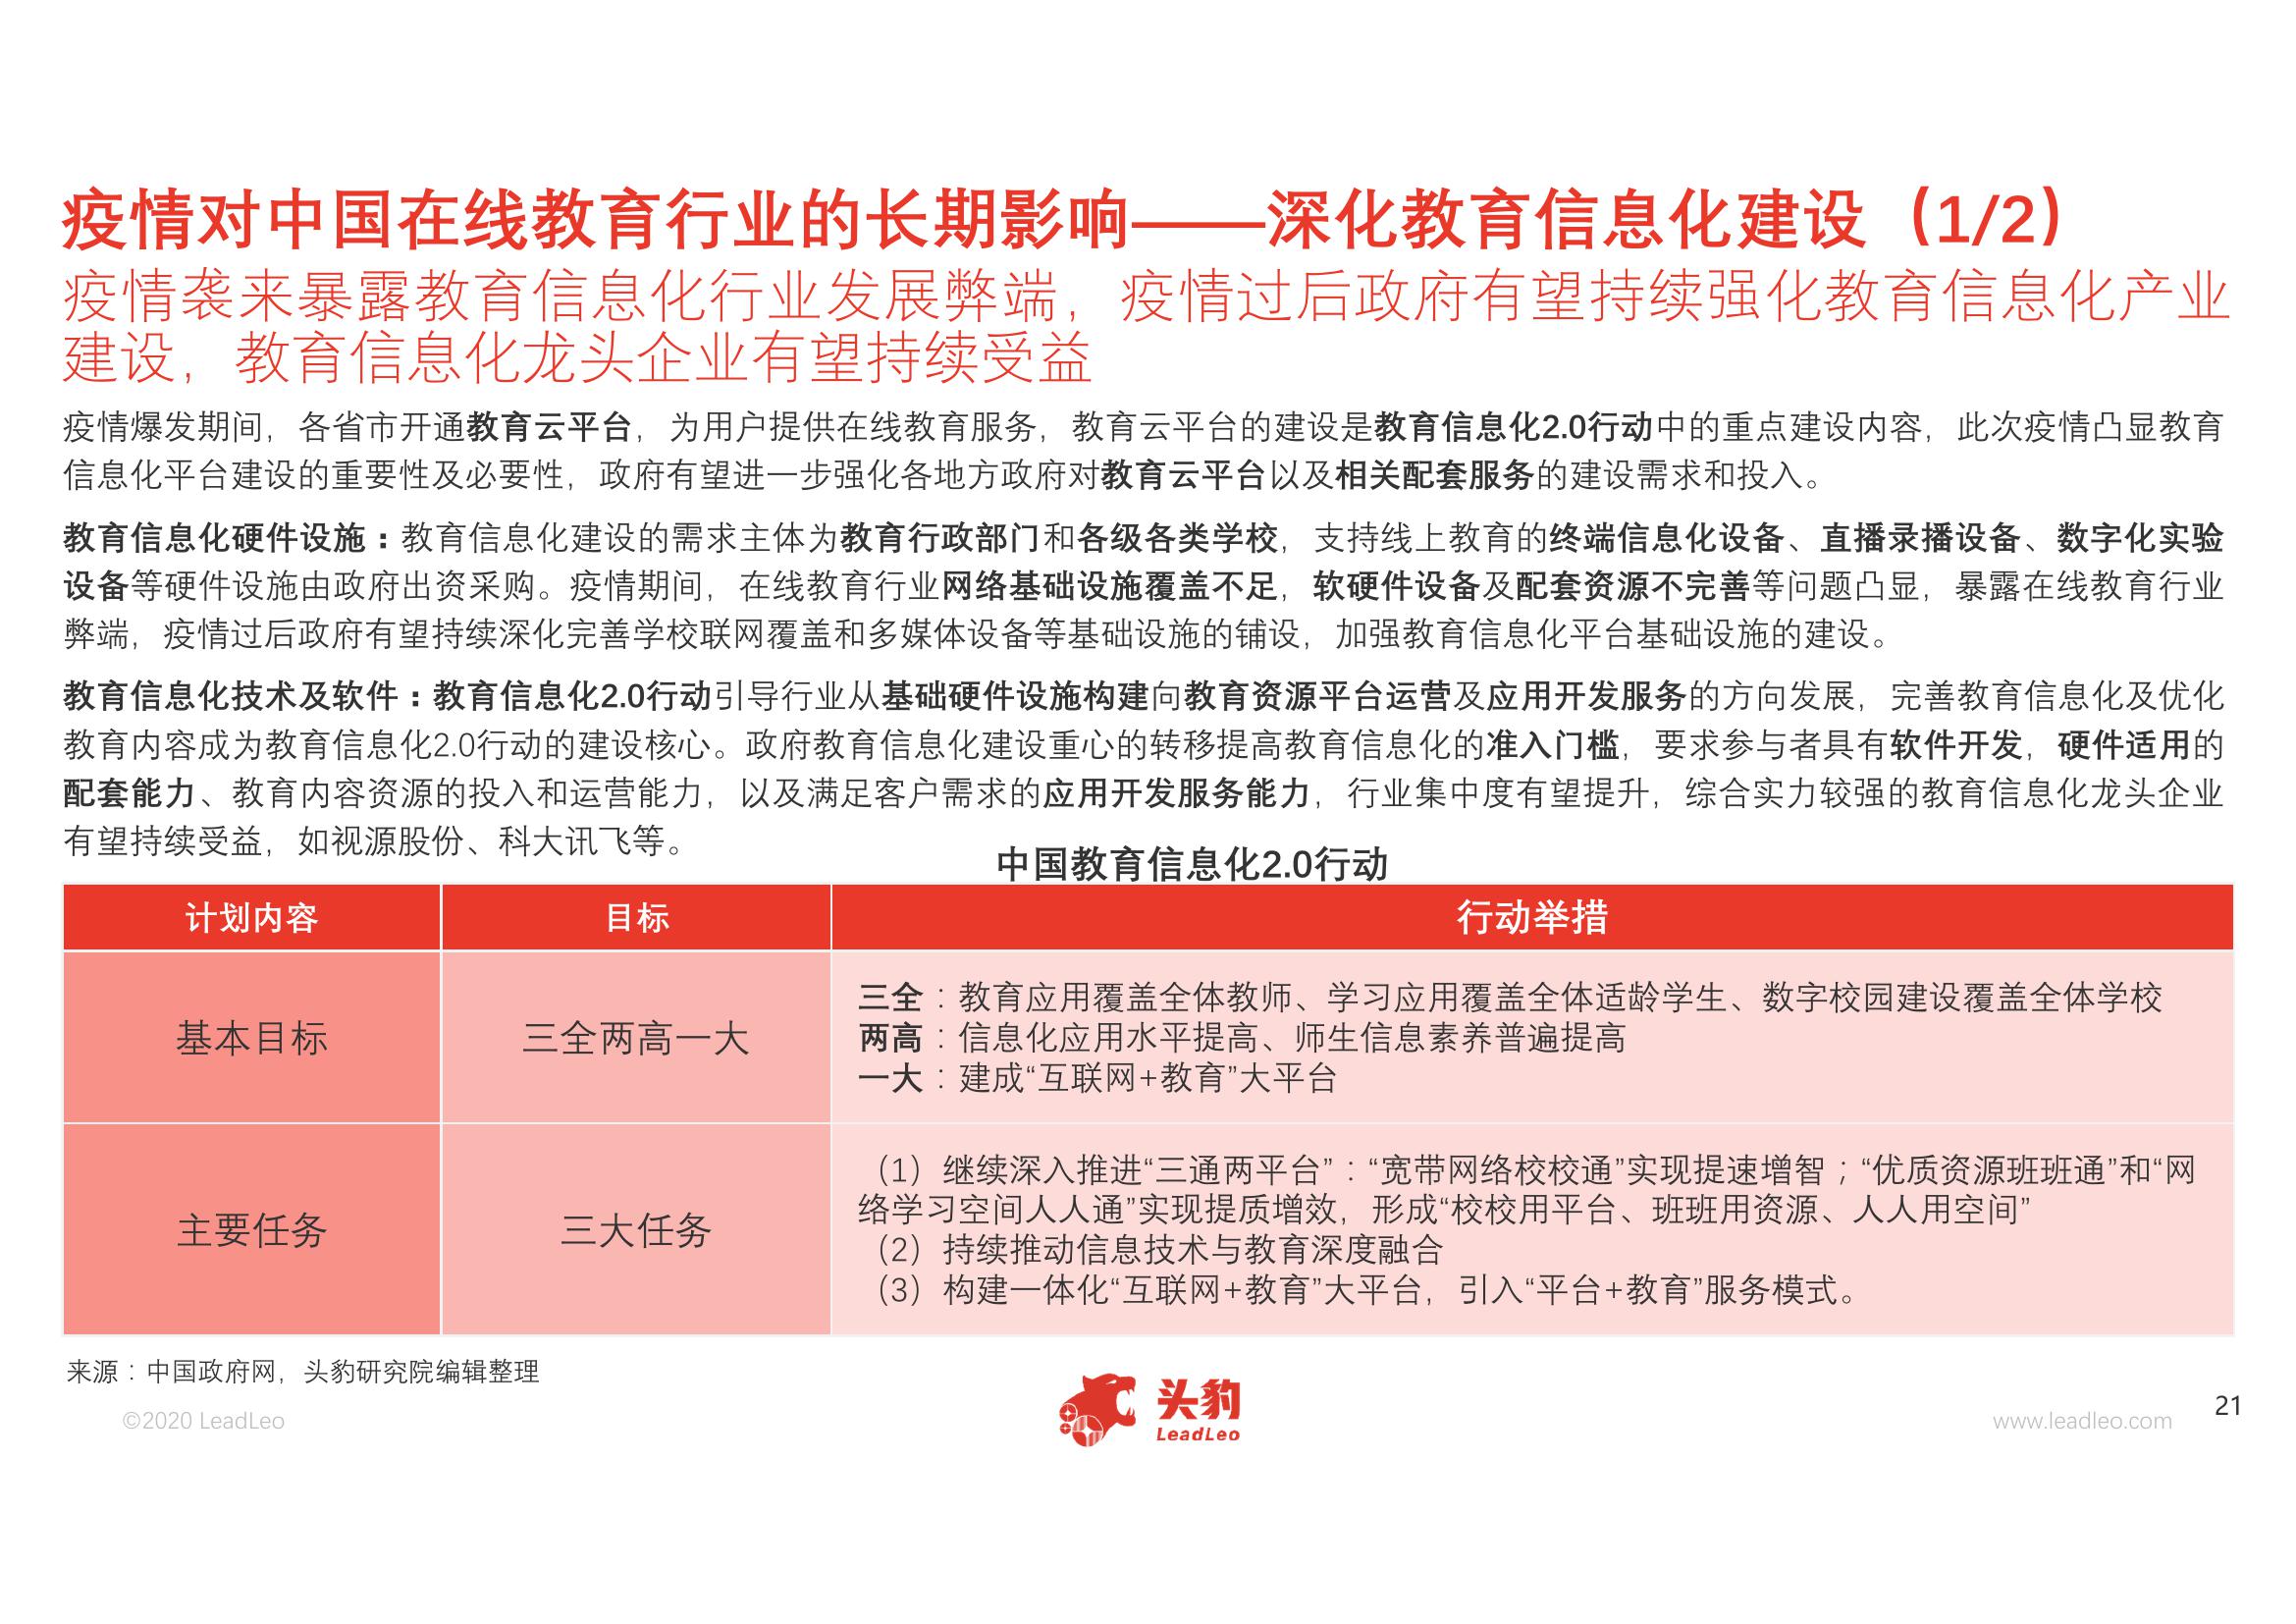 疫情对中国在线教育行业的长期影响——深化教育信息化建设（1/2）
疫情袭来暴露教育信息化行业发展弊端，疫情过后政府有望持续强化教育信息化产业
建设，教育信息化龙头企业有望持续受益
疫情爆发期间，各省市开通教育云平台，为用户提供在线教育服务，教育云平台的建设是教育信息化2.0行动中的重点建设内容，此次疫情凸显教育
信息化平台建设的重要性及必要性，政府有望进一步强化各地方政府对教育云平台以及相关配套服务的建设需求和投入。
教育信息化硬件设施：教育信息化建设的需求主体为教育行政部门和各级各类学校，支持线上教育的终端信息化设备、直播录播设备、数字化实验
设备等硬件设施由政府出资采购。疫情期间，在线教育行业网络基础设施覆盖不足，软硬件设备及配套资源不完善等问题凸显，暴露在线教育行业
弊端，疫情过后政府有望持续深化完善学校联网覆盖和多媒体设备等基础设施的铺设，加强教育信息化平台基础设施的建设。
教育信息化技术及软件：教育信息化2.0行动引导行业从基础硬件设施构建向教育资源平台运营及应用开发服务的方向发展，完善教育信息化及优化
教育内容成为教育信息化2.0行动的建设核心。政府教育信息化建设重心的转移提高教育信息化的准入门槛，要求参与者具有软件开发，硬件适用的
配套能力、教育内容资源的投入和运营能力，以及满足客户需求的应用开发服务能力，行业集中度有望提升，综合实力较强的教育信息化龙头企业
有望持续受益，如视源股份、科大讯飞等。
中国教育信息化2.0行动
计划内容 目标 行动举措
基本目标 三全两高一大
三全：教育应用覆盖全体教师、学习应用覆盖全体适龄学生、数字校园建设覆盖全体学校
两高：信息化应用水平提高、师生信息素养普遍提高
一大：建成“互联网+教育”大平台
主要任务 三大任务
（1）继续深入推进“三通两平台”：“宽带网络校校通”实现提速增智；“优质资源班班通”和“网
络学习空间人人通”实现提质增效，形成“校校用平台、班班用资源、人人用空间”
（2）持续推动信息技术与教育深度融合
（3）构建一体化“互联网+教育”大平台，引入“平台+教育”服务模式。
来源：中国政府网，头豹研究院编辑整理
©2020 LeadLeo
头豹
LeadLeo
www.leadleo.com
21